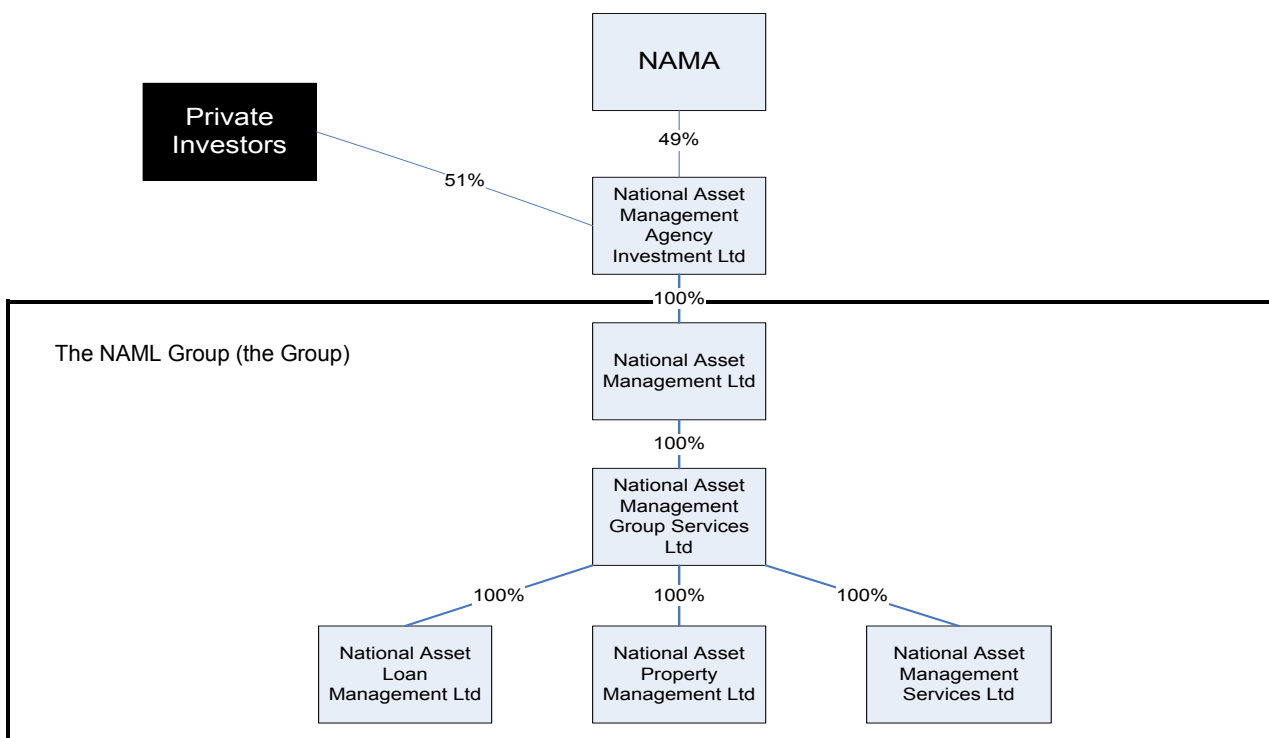 NAMA
Private
Investors
49%
51%
National Asset
Management
Agency
Investment Ltd
100%
The NAML Group (the Group)
National Asset
Management Ltd
100%
National Asset
Management
Group Services
Ltd
100%
100%
100%
National Asset
Loan
Management Ltd
National Asset
Property
Management Ltd
National Asset
Management
Services Ltd